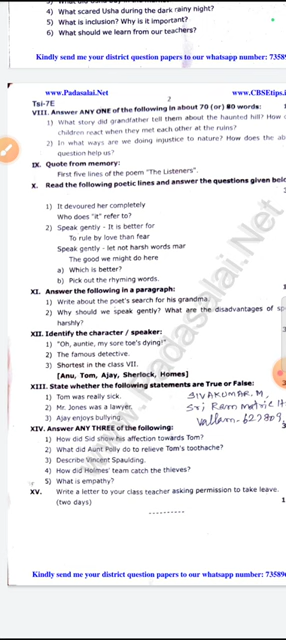 4) What scared Usha during the dark rainy night?
5) What is inclusion? Why is it important?
6) What should we learn from our teachers?
Kindly send me your district question papers to our whatsapp number: 7358
www.Padasalai.Net www.CBSEtips.i
2
Tsi-7E
VIII. Answer ANY ONE of the following in about 70 (or) 80 words:
1) What story did grandfather tell them about the haunted hill? How
children react when they met each other at the ruins?
2) In what ways are we doing injustice to nature? How does the ab
question help us?
IX. Quote from memory:
First five lines of the poem "The Listeners".
X. Read the following poetic lines and answer the questions given belo
1) It devoured her completely
Who does "it" refer to?
2) Speak gently - It is better for
To rule by love than fear
Speak gently - let not harsh words mar
The good we might do here
a) Which is better?
b) Pick out the rhyming words.
XI. Answer the following in a paragraph:
1) Write about the poet's search for his grandma.
2) Why should we speak gently? What are the disadvantages of sp
harshly?
XII. Identify the character / speaker:
1) "Oh, auntie, my sore toe's dying!"
2) The famous detective.
3) Shortest in the class VII.
[Anu, Tom, Ajay, Sherlock, Homes]
XIII. State whether the following statements are True or False:
1) Tom was really sick.
2) Mr. Jones was a lawyer.
3) Ajay enjoys bullying.
SIVAKUMAR. M,
Sri Ram Matric H
Vallam - 627809
XIV. Answer ANY THREE of the following:
1) How did Sid show his affection towards Tom?
2) What did Aunt Polly do to relieve Tom's toothache?
3) Describe Vincent Spaulding.
4) How did Holmes' team catch the thieves?
5) What is empathy?
XV. Write a letter to your class teacher asking permission to take leave.
(two days)
----------
www.Padasalai.Net
Kindly send me your district question papers to our whatsapp number: 73589